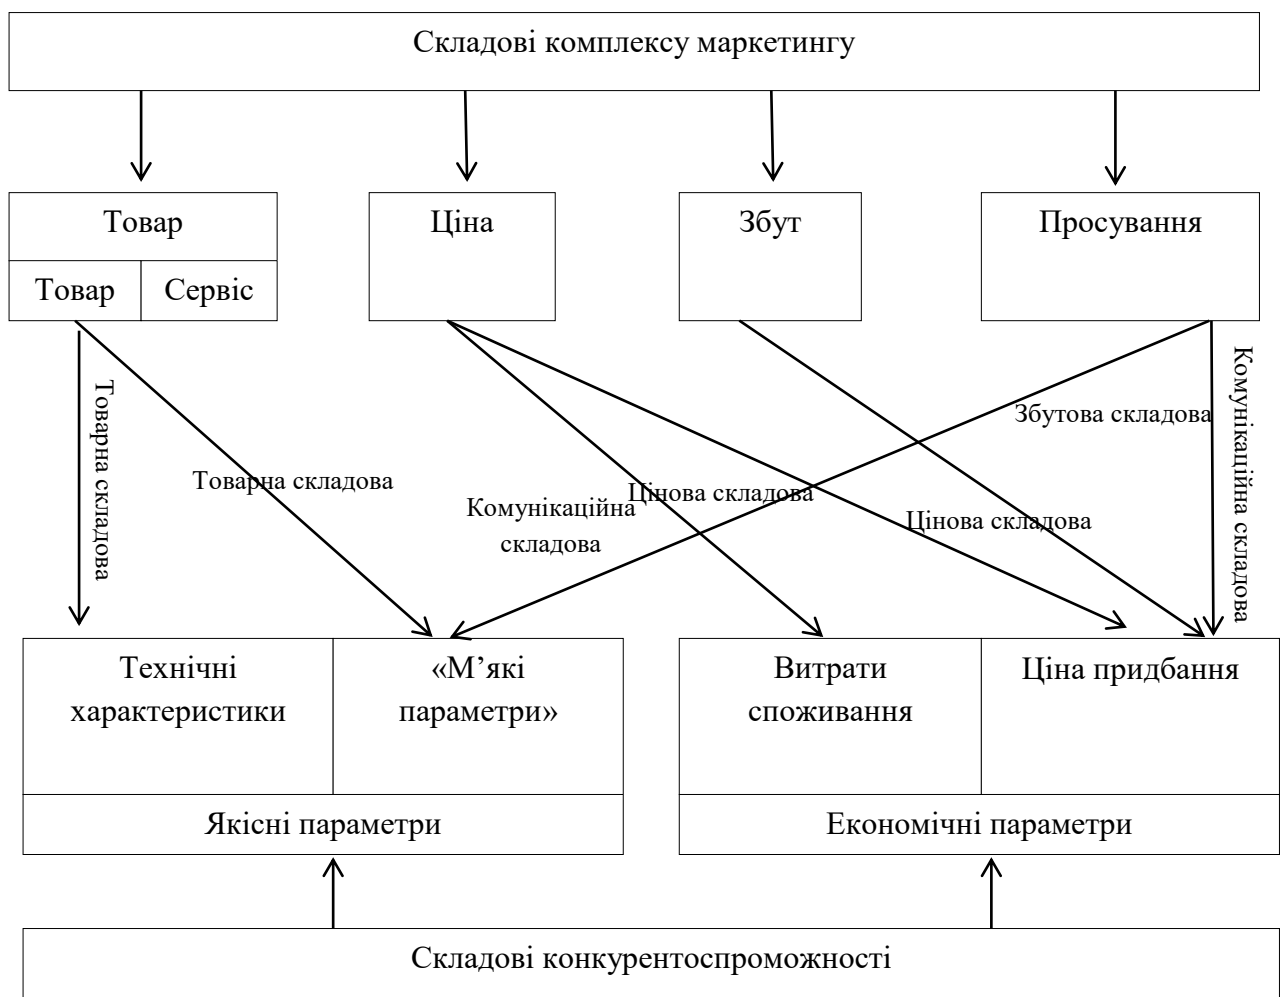 Складові комплексу маркетингу
Товар
Ціна
Збут
Просування
Товар
Сервіс
Товарна складова
Товарна складова
Комунікаційна
складова
Цінова складова
Цінова складова
Збутова складова
Комунікаційна складова
Технічні
характеристики
«М’які
параметри»
Витрати
споживання
Ціна придбання
Якісні параметри
Економічні параметри
Складові конкурентоспроможності